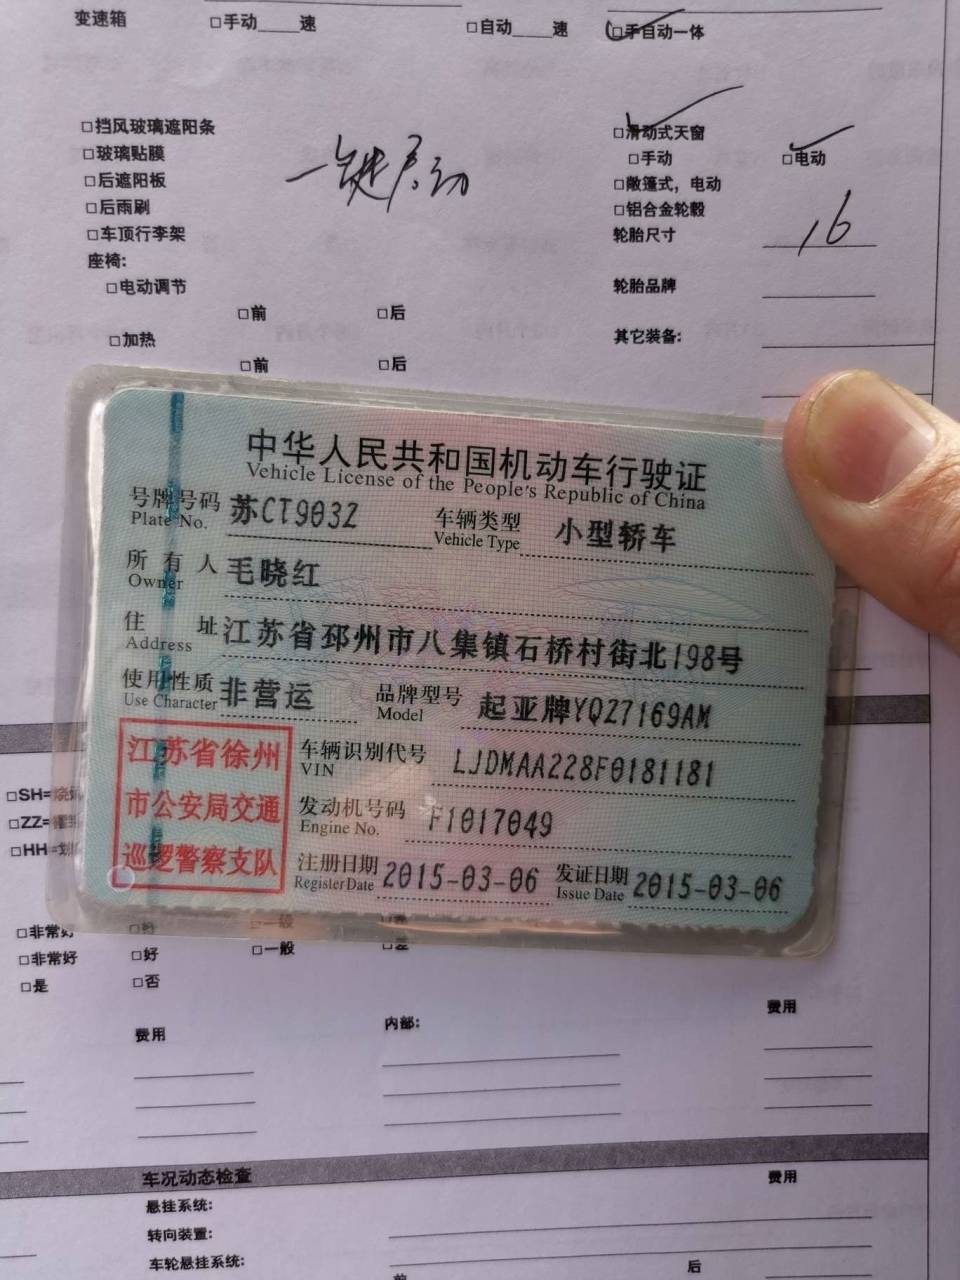 变速箱 □手动____速 □自动____速 □手自动一体
□挡风玻璃遮阳条 □滑动式天窗
□玻璃贴膜 □手动 □电动
□后遮阳板 □敞篷式，电动
一键启动
□后雨刷 □铝合金轮毂
□车顶行李架 轮胎尺寸 16
座椅:
□电动调节 轮胎品牌
□前 □后
□加热 其它装备:
□前 □后
中华人民共和国机动车行驶证
Vehicle License of the People's Republic of China
号牌号码 苏CT903Z 车辆类型 小型轿车
Plate No. Vehicle Type
所有人 毛晓红
Owner
住址 江苏省邳州市八集镇石桥村街北198号
Address
使用性质 非营运 品牌型号 起亚牌YQZ7169AM
Use Character Model
江苏省徐州
市公安局交通
巡逻警察支队
车辆识别代号 LJDMAA228F0181181
VIN
发动机号码 F1017049
Engine No.
注册日期 2015-03-06 发证日期 2015-03-06
Register Date Issue Date
□SH=
□ZZ=
□HH=划
□非常好 □好 □一般 □差
□非常好 □好 □一般 □差
□是 □否
费用 内部: 费用
车况动态检查 费用
悬挂系统:
转向装置:
车轮悬挂系统:
前 后